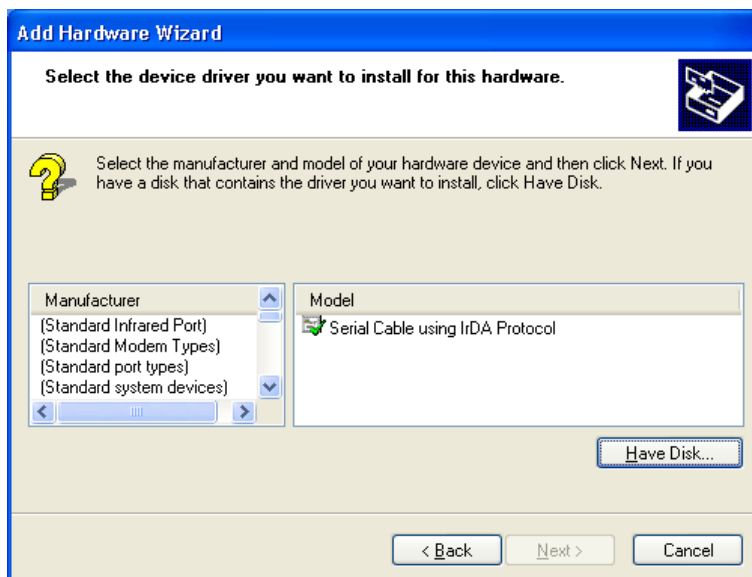 Add Hardware Wizard
Select the device driver you want to install for this hardware.
Select the manufacturer and model of your hardware device and then click Next. If you
have a disk that contains the driver you want to install, click Have Disk.
Manufacturer
(Standard Infrared Port)
(Standard Modem Types)
(Standard port types)
(Standard system devices)
Model
Serial Cable using IrDA Protocol
Have Disk...
< Back
Next >
Cancel